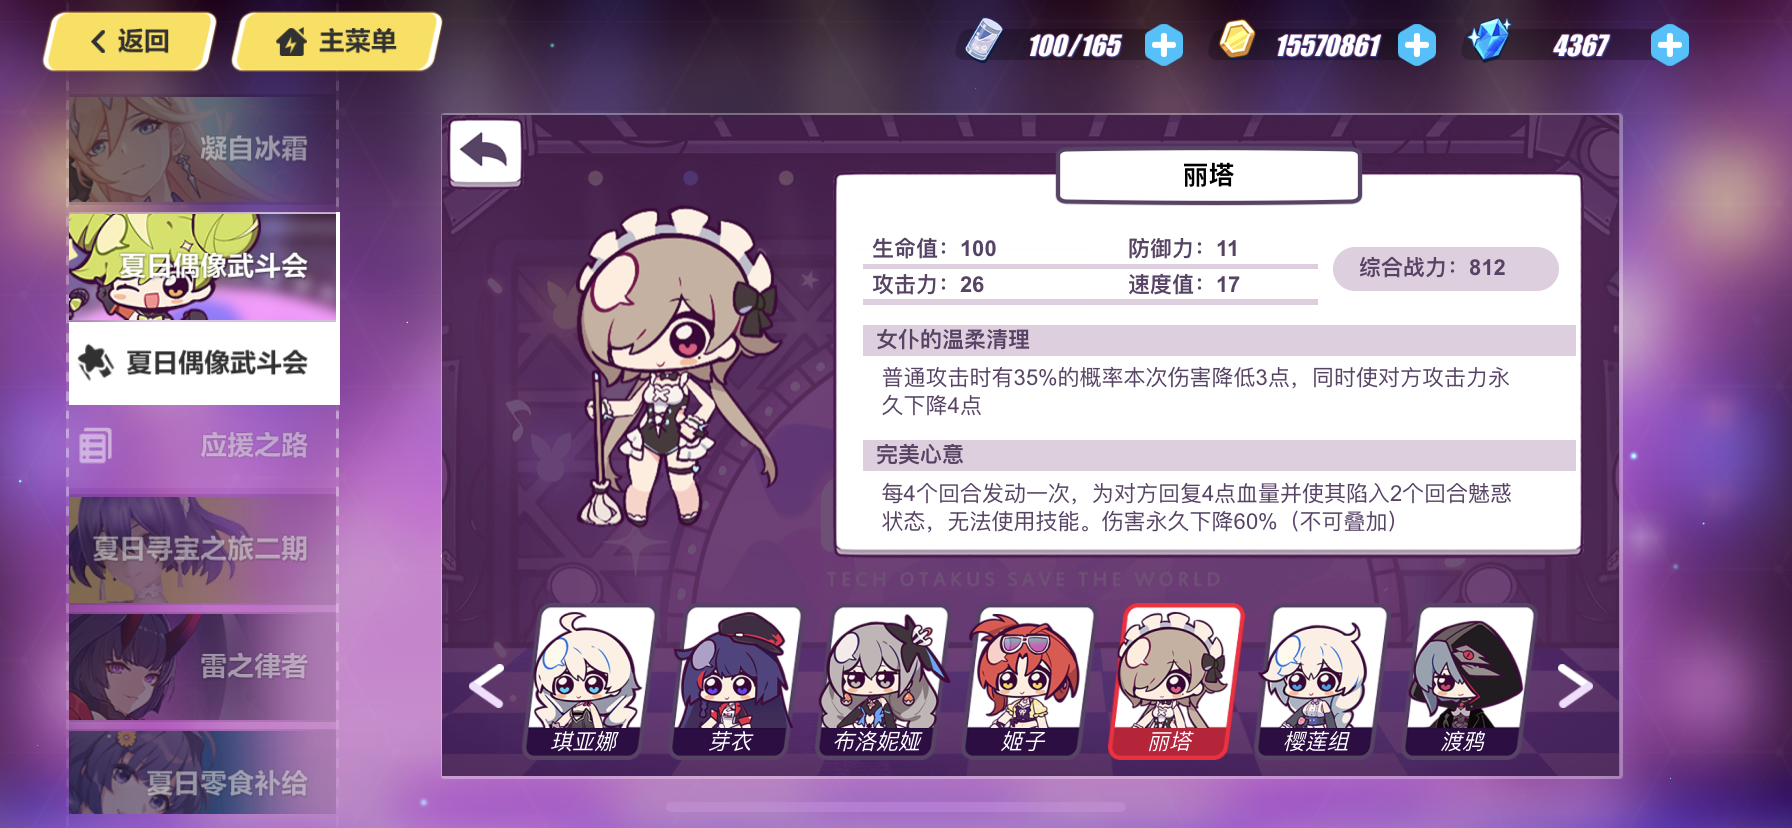 返回
主菜单
100/165
15570861
4367
凝自冰霜
夏日偶像武斗会
夏日偶像武斗会
应援之路
夏日寻宝之旅二期
雷之律者
夏日零食补给
丽塔
生命值：100
防御力：11
攻击力：26
速度值：17
综合战力：812
女仆的温柔清理
普通攻击时有35%的概率本次伤害降低3点，同时使对方攻击力永
久下降4点
完美心意
每4个回合发动一次，为对方回复4点血量并使其陷入2个回合魅惑
状态，无法使用技能。伤害永久下降60%（不可叠加）
TECH OTAKUS SAVE THE WORLD
琪亚娜
芽衣
布洛妮娅
姬子
丽塔
樱莲组
渡鸦